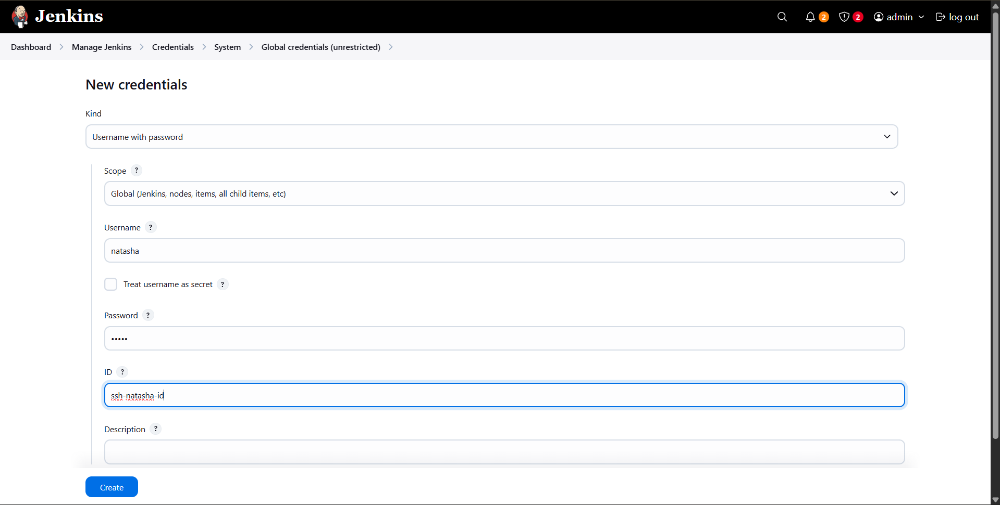 Jenkins
2
2
admin
log out
Dashboard
Manage Jenkins
Credentials
System
Global credentials (unrestricted)
New credentials
Kind
Username with password
Scope ?
Global (Jenkins, nodes, items, all child items, etc)
Username ?
natasha
Treat username as secret ?
Password ?
•••••
ID ?
ssh-natasha-id
Description ?
Create